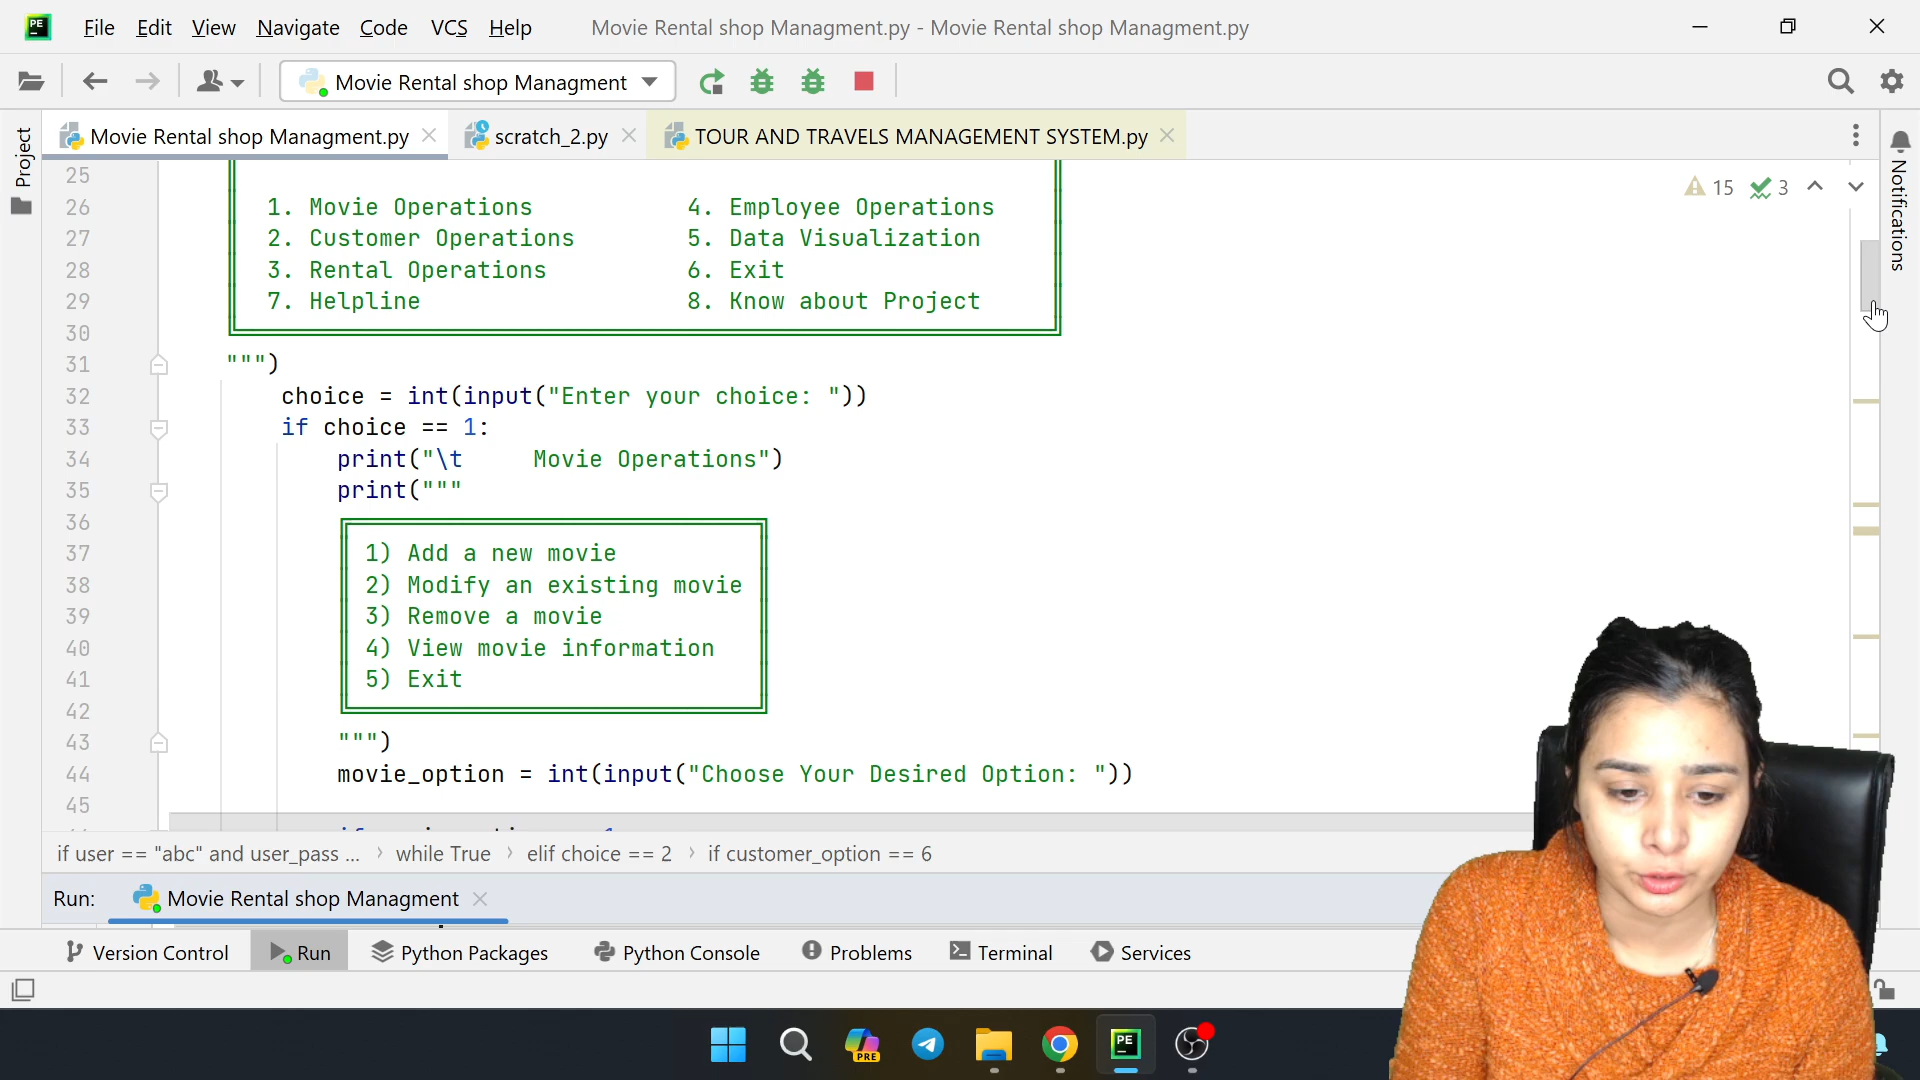 PE File Edit View Navigate Code VCS Help Movie Rental shop Managment.py - Movie Rental shop Managment.py
Movie Rental shop Managment
Movie Rental shop Managment.py scratch_2.py TOUR AND TRAVELS MANAGEMENT SYSTEM.py
Project
Notifications
15 3
25
26 1. Movie Operations 4. Employee Operations
27 2. Customer Operations 5. Data Visualization
28 3. Rental Operations 6. Exit
29 7. Helpline 8. Know about Project
30
31 """)
32 choice = int(input("Enter your choice: "))
33 if choice == 1:
34 print("\t Movie Operations")
35 print("""
36
37 1) Add a new movie
38 2) Modify an existing movie
39 3) Remove a movie
40 4) View movie information
41 5) Exit
42
43 """)
44 movie_option = int(input("Choose Your Desired Option: "))
45
if user == "abc" and user_pass ... › while True › elif choice == 2 › if customer_option == 6
Run: Movie Rental shop Managment
Version Control Run Python Packages Python Console Problems Terminal Services
PRE PE